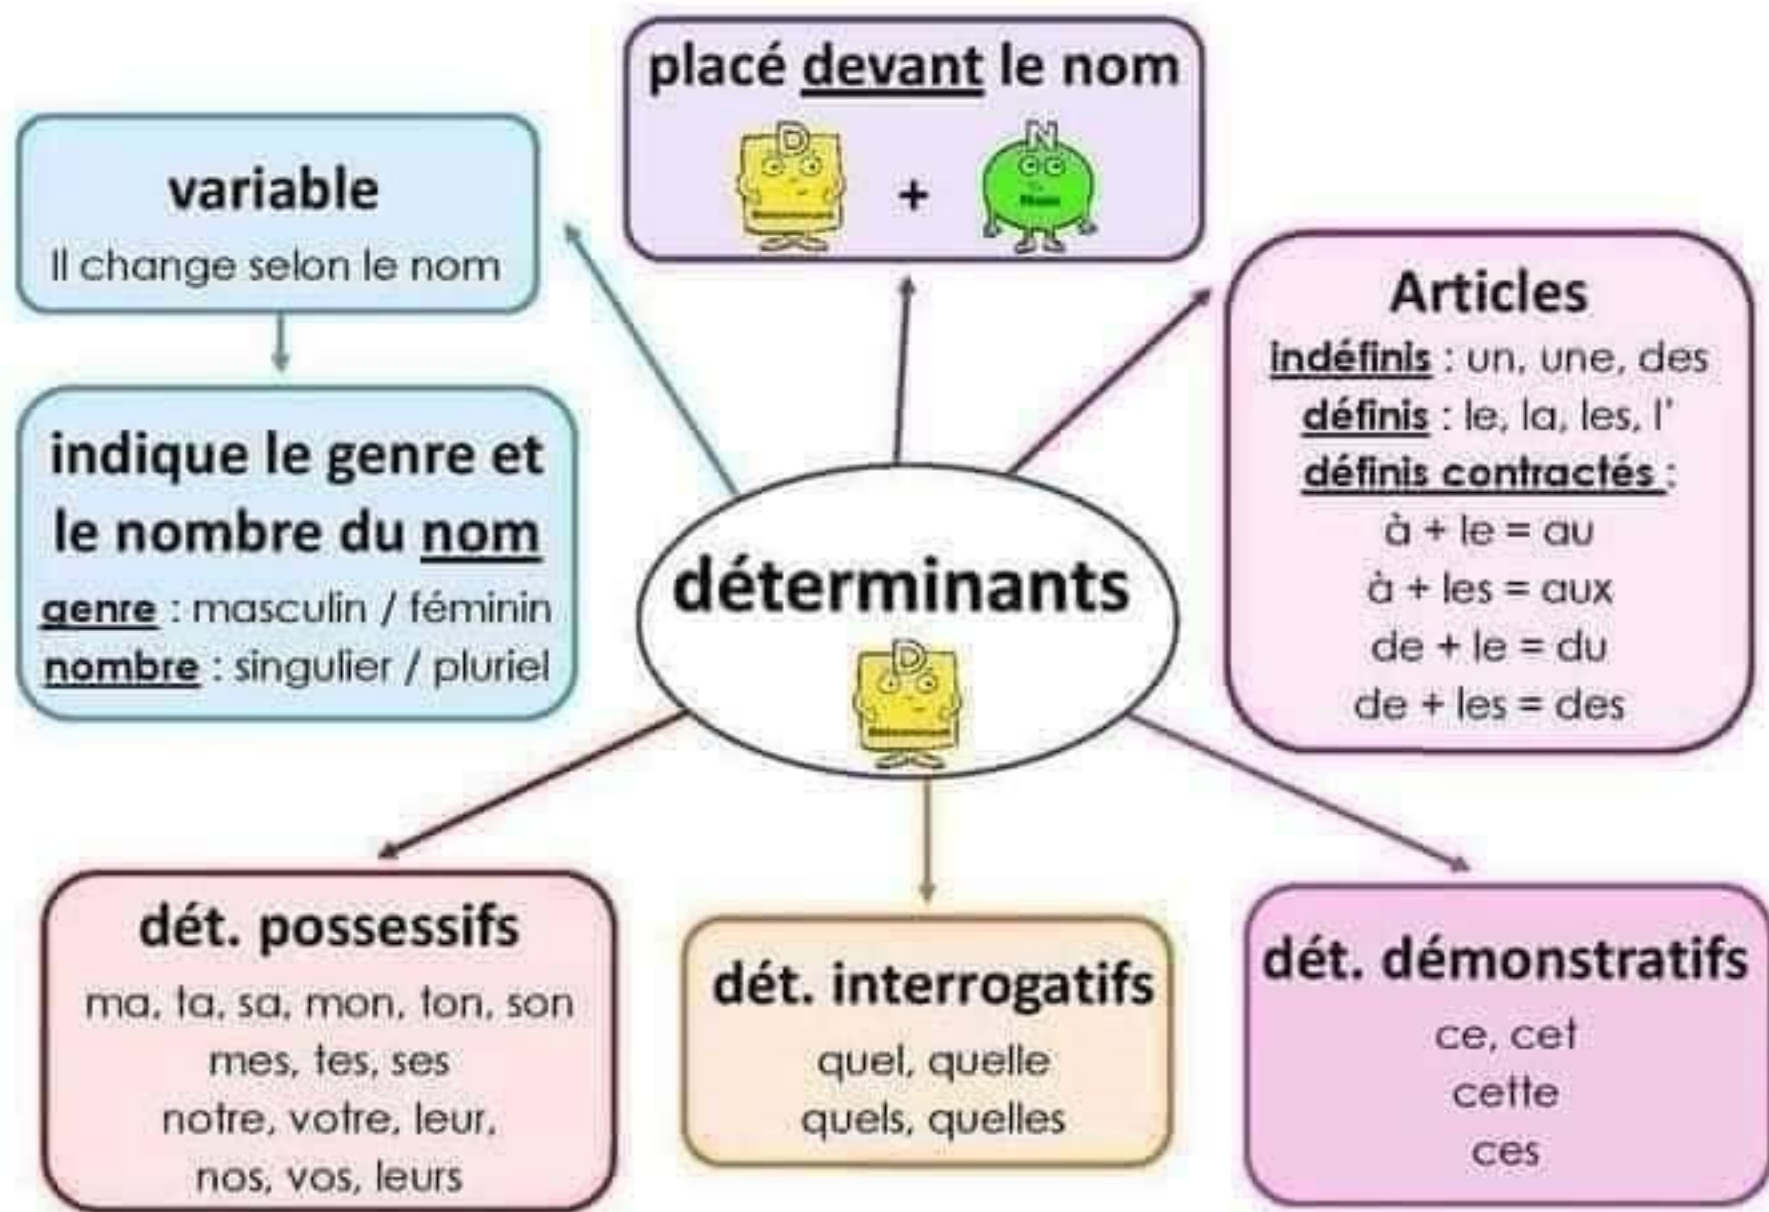 placé devant le nom
D
N
+
variable
Il change selon le nom
indique le genre et
le nombre du nom
genre : masculin / féminin
nombre : singulier / pluriel
Articles
indéfinis : un, une, des
définis : le, la, les, l'
définis contractés :
à + le = au
à + les = aux
de + le = du
de + les = des
déterminants
D
dét. possessifs
ma, ta, sa, mon, ton, son
mes, tes, ses
notre, votre, leur,
nos, vos, leurs
dét. interrogatifs
quel, quelle
quels, quelles
dét. démonstratifs
ce, cet
cette
ces